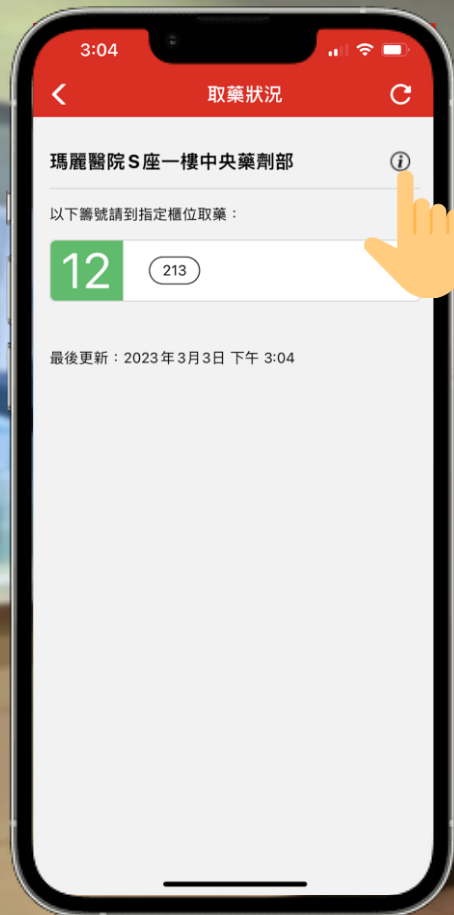 3:04
取藥狀況
瑪麗醫院S座一樓中央藥劑部
以下籌號請到指定櫃位取藥：
12 213
最後更新：2023年3月3日 下午 3:04